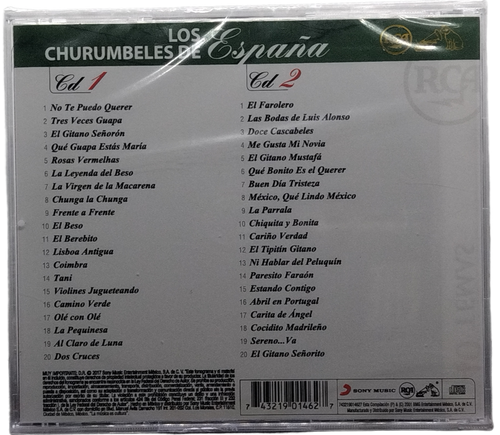 LOS
CHURUMBELES DE España
Cd 1
1 No Te Puedo Querer
2 Tres Veces Guapa
3 El Gitano Señorón
4 Qué Guapa Estás María
5 Rosas Vermelhas
6 La Leyenda del Beso
7 La Virgen de la Macarena
8 Chunga la Chunga
9 Frente a Frente
10 El Beso
11 El Berebito
12 Lisboa Antigua
13 Coimbra
14 Tani
15 Violines Jugueteando
16 Camino Verde
17 Olé con Olé
18 La Pequinesa
19 Al Claro de Luna
20 Dos Cruces
Cd 2
1 El Farolero
2 Las Bodas de Luis Alonso
3 Doce Cascabeles
4 Me Gusta Mi Novia
5 El Gitano Mustafá
6 Qué Bonito Es el Querer
7 Buen Día Tristeza
8 México, Qué Lindo México
9 La Parrala
10 Chiquita y Bonita
11 Cariño Verdad
12 El Tipitín Gitano
13 Ni Hablar del Peluquín
14 Paresito Faraón
15 Estando Contigo
16 Abril en Portugal
17 Carita de Ángel
18 Cocidito Madrileño
19 Sereno...Va
20 El Gitano Señorito
RCA
SONY MUSIC
7 43219 01462 7